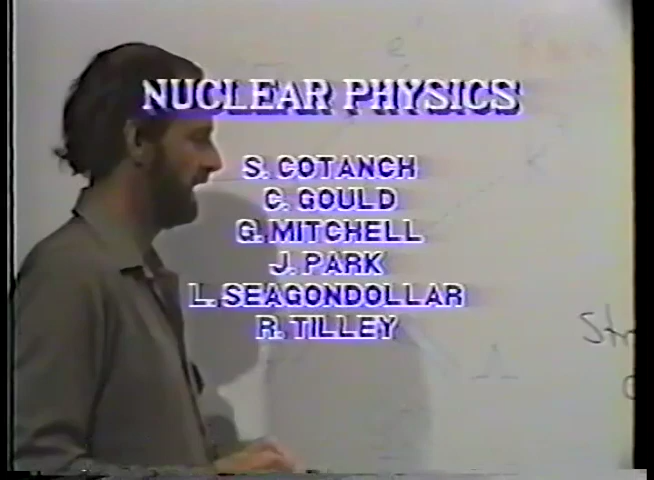 NUCLEAR PHYSICS
S. COTANCH
C. GOULD
G. MITCHELL
J. PARK
L. SEAGONDOLLAR
R. TILLEY